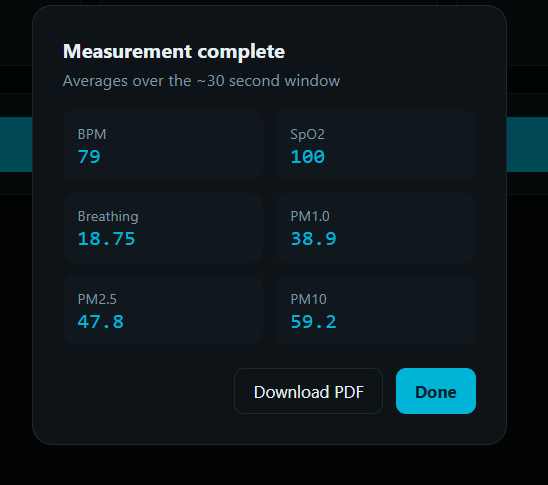 Measurement complete
Averages over the ~30 second window
BPM
79
SpO2
100
Breathing
18.75
PM1.0
38.9
PM2.5
47.8
PM10
59.2
Download PDF
Done